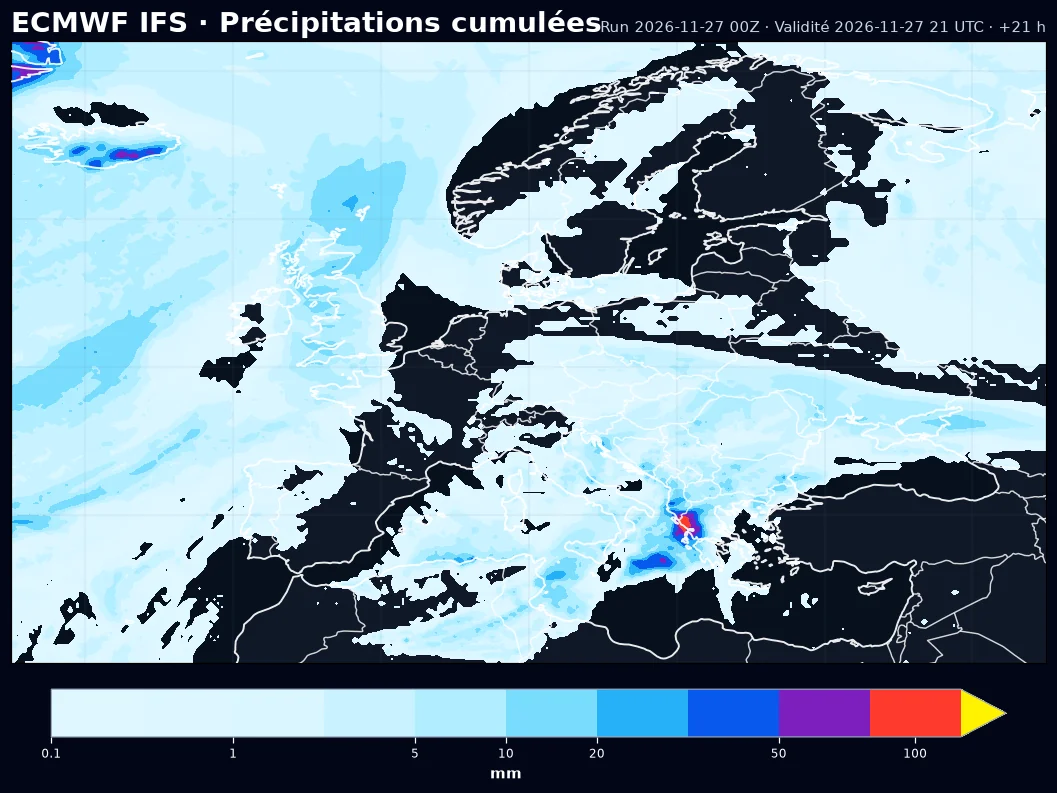 ECMWF IFS · Précipitations cumulées
Run 2026-11-27 00Z · Validité 2026-11-27 21 UTC · +21 h
0.1 1 5 10 20 50 100
mm